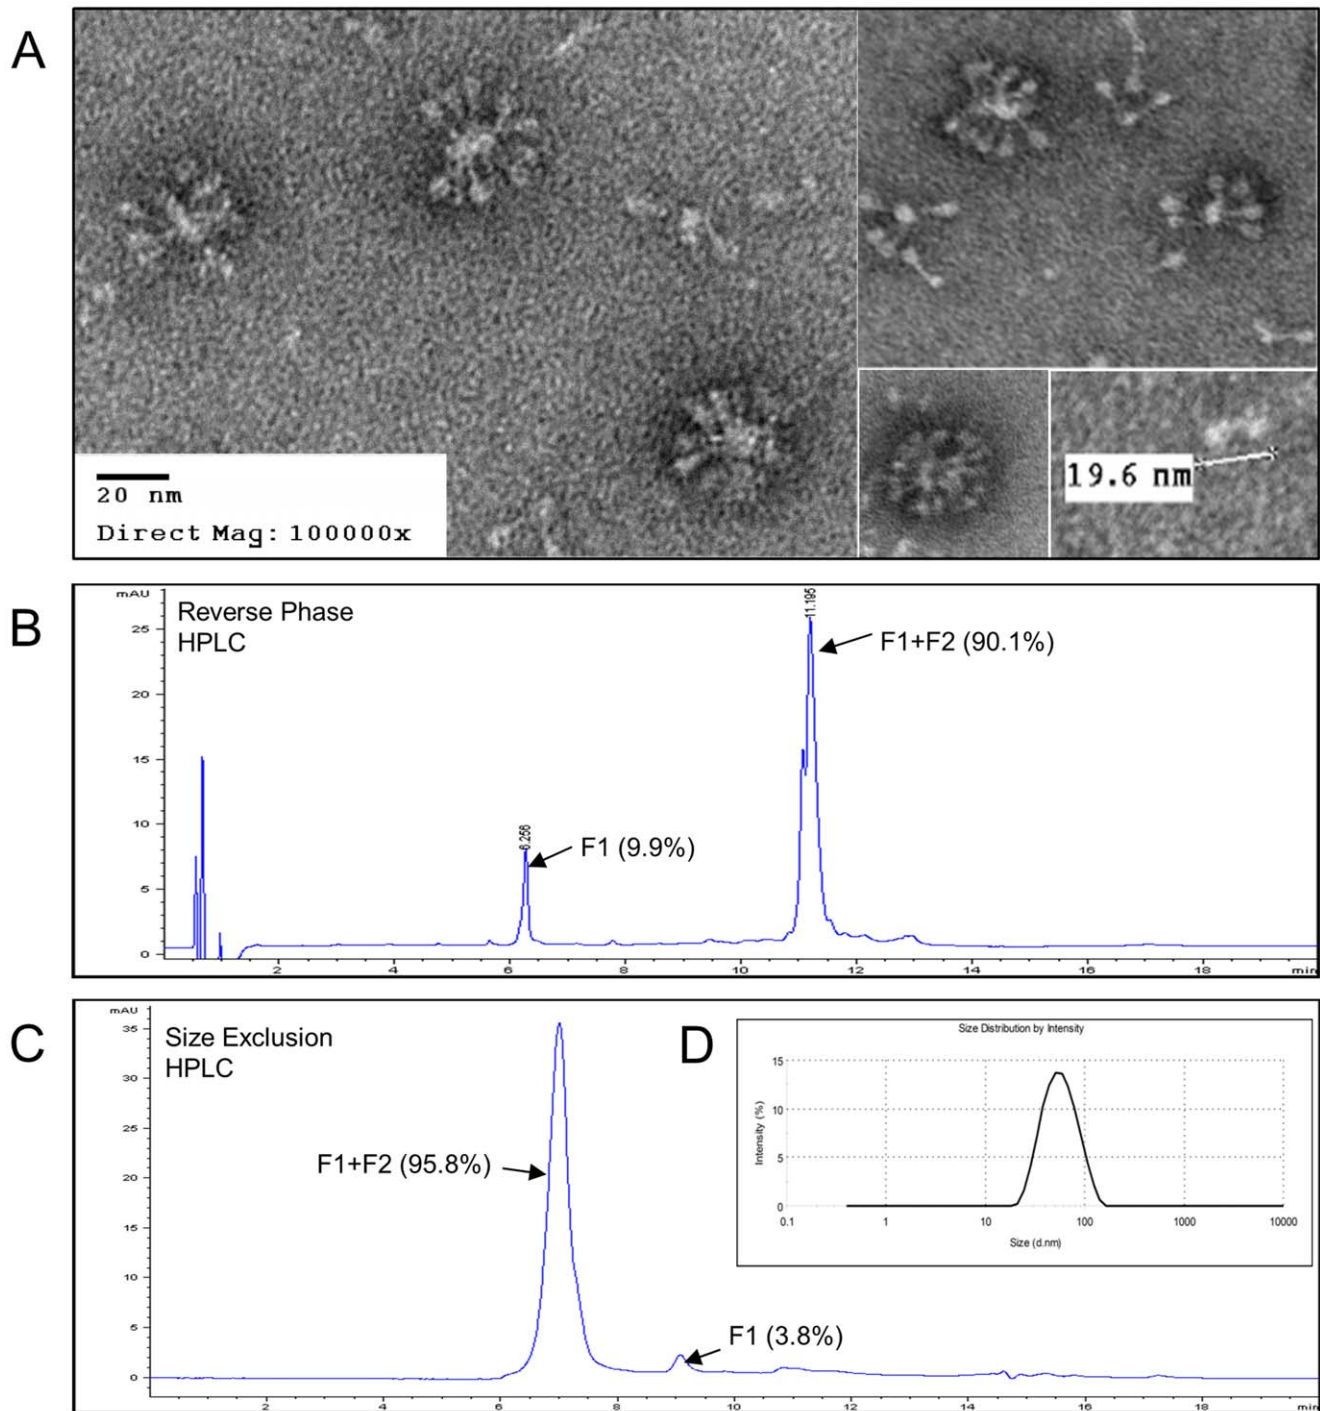 A
20 nm
Direct Mag: 100000x
19.6 nm
B
mAU
Reverse Phase
HPLC
25
20
15
10
5
0
6.256
F1 (9.9%)
11.195
F1+F2 (90.1%)
2 4 6 8 10 12 14 16 18 min
C
mAU
Size Exclusion
HPLC
35
30
25
20
15
10
5
0
F1+F2 (95.8%)
F1 (3.8%)
2 4 6 8 10 12 14 16 18 min
D
Size Distribution by Intensity
Intensity (%)
15
10
5
0
0.1 1 10 100 1000 10000
Size (d.nm)